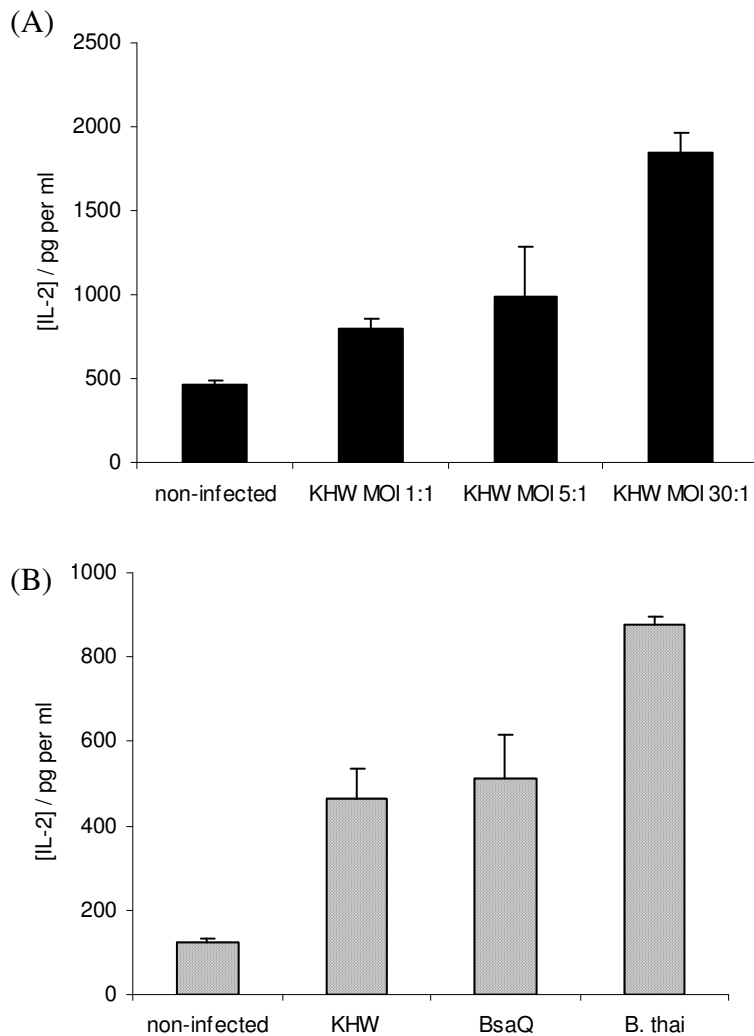 (A)
2500
2000
1500
1000
500
0
[IL-2] / pg per ml
non-infected KHW MOI 1:1 KHW MOI 5:1 KHW MOI 30:1
(B)
1000
800
600
400
200
0
[IL-2] / pg per ml
non-infected KHW BsaQ B. thai